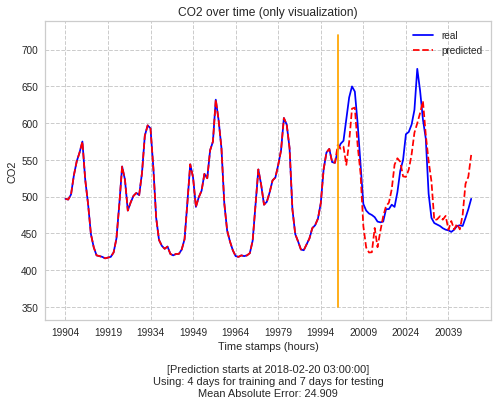 CO2 over time (only visualization)
real
predicted
CO2
700
650
600
550
500
450
400
350
19904 19919 19934 19949 19964 19979 19994 20009 20024 20039
Time stamps (hours)
[Prediction starts at 2018-02-20 03:00:00]
Using: 4 days for training and 7 days for testing
Mean Absolute Error: 24.909